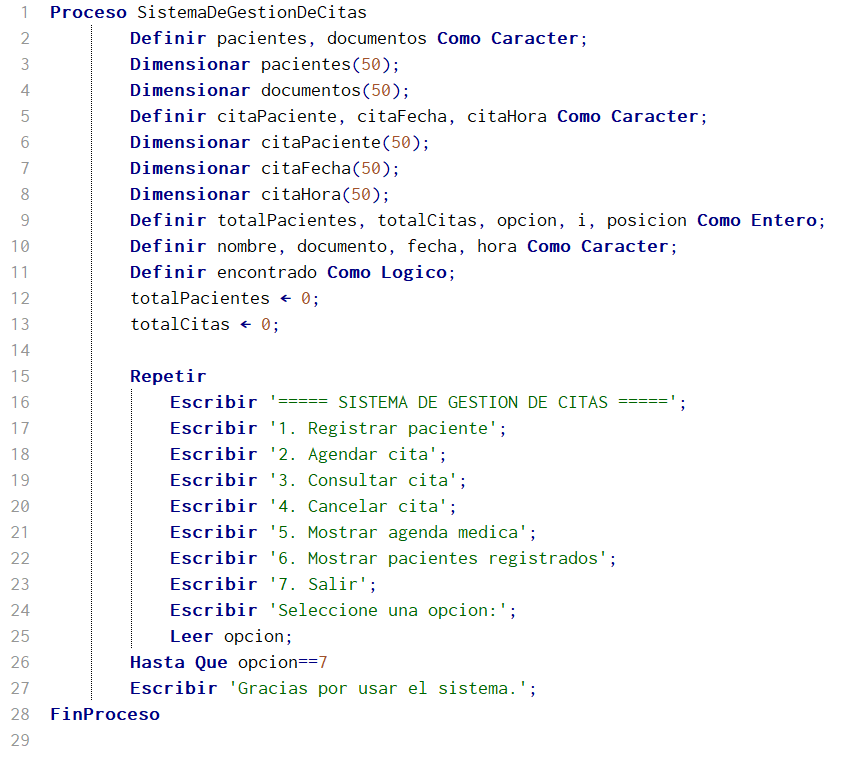 1 Proceso SistemaDeGestionDeCitas
2 Definir pacientes, documentos Como Caracter;
3 Dimensionar pacientes(50);
4 Dimensionar documentos(50);
5 Definir citaPaciente, citaFecha, citaHora Como Caracter;
6 Dimensionar citaPaciente(50);
7 Dimensionar citaFecha(50);
8 Dimensionar citaHora(50);
9 Definir totalPacientes, totalCitas, opcion, i, posicion Como Entero;
10 Definir nombre, documento, fecha, hora Como Caracter;
11 Definir encontrado Como Logico;
12 totalPacientes ← 0;
13 totalCitas ← 0;
14
15 Repetir
16 Escribir '===== SISTEMA DE GESTION DE CITAS =====';
17 Escribir '1. Registrar paciente';
18 Escribir '2. Agendar cita';
19 Escribir '3. Consultar cita';
20 Escribir '4. Cancelar cita';
21 Escribir '5. Mostrar agenda medica';
22 Escribir '6. Mostrar pacientes registrados';
23 Escribir '7. Salir';
24 Escribir 'Seleccione una opcion:';
25 Leer opcion;
26 Hasta Que opcion==7
27 Escribir 'Gracias por usar el sistema.';
28 FinProceso
29